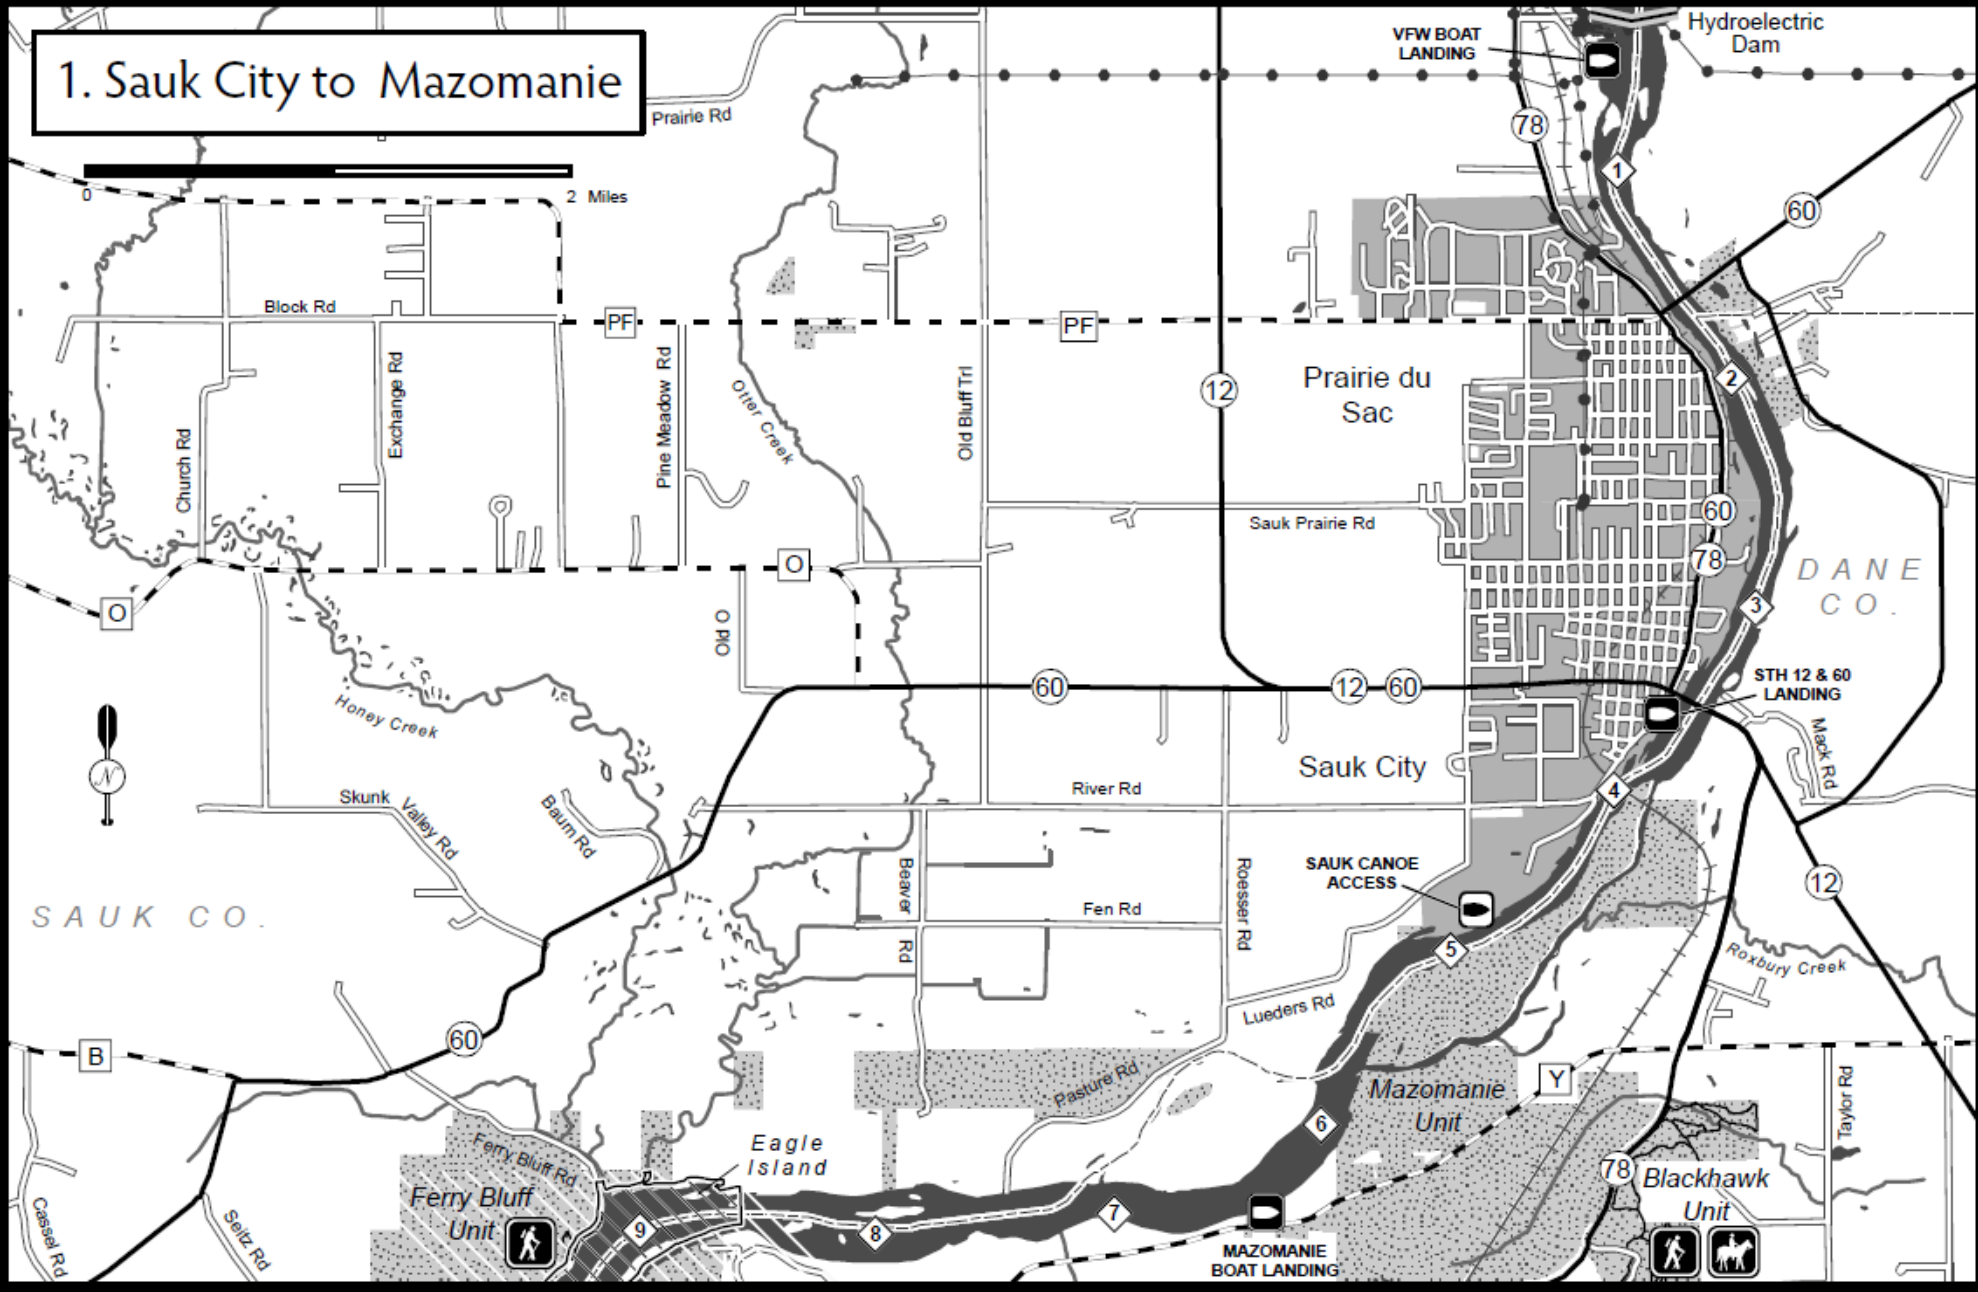 1. Sauk City to Mazomanie
0
2 Miles
Prairie Rd
VFW BOAT
LANDING
Hydroelectric
Dam
78
1
60
Block Rd
PF
PF
Church Rd
Exchange Rd
Pine Meadow Rd
Otter Creek
Old Bluff Trl
12
Prairie du
Sac
2
Sauk Prairie Rd
60
78
O
O
Old O
3
DANE
CO.
Honey Creek
60
12
60
STH 12 & 60
LANDING
Mack Rd
N
Sauk City
River Rd
4
Skunk Valley Rd
Baum Rd
SAUK CANOE
ACCESS
12
Beaver Rd
Fen Rd
Roesser Rd
SAUK CO.
5
Roxbury Creek
Lueders Rd
60
B
Pasture Rd
Mazomanie
Unit
Y
Taylor Rd
6
Eagle
Island
Ferry Bluff Rd
Ferry Bluff
Unit
78
Blackhawk
Unit
Cassel Rd
Seitz Rd
9
8
7
MAZOMANIE
BOAT LANDING